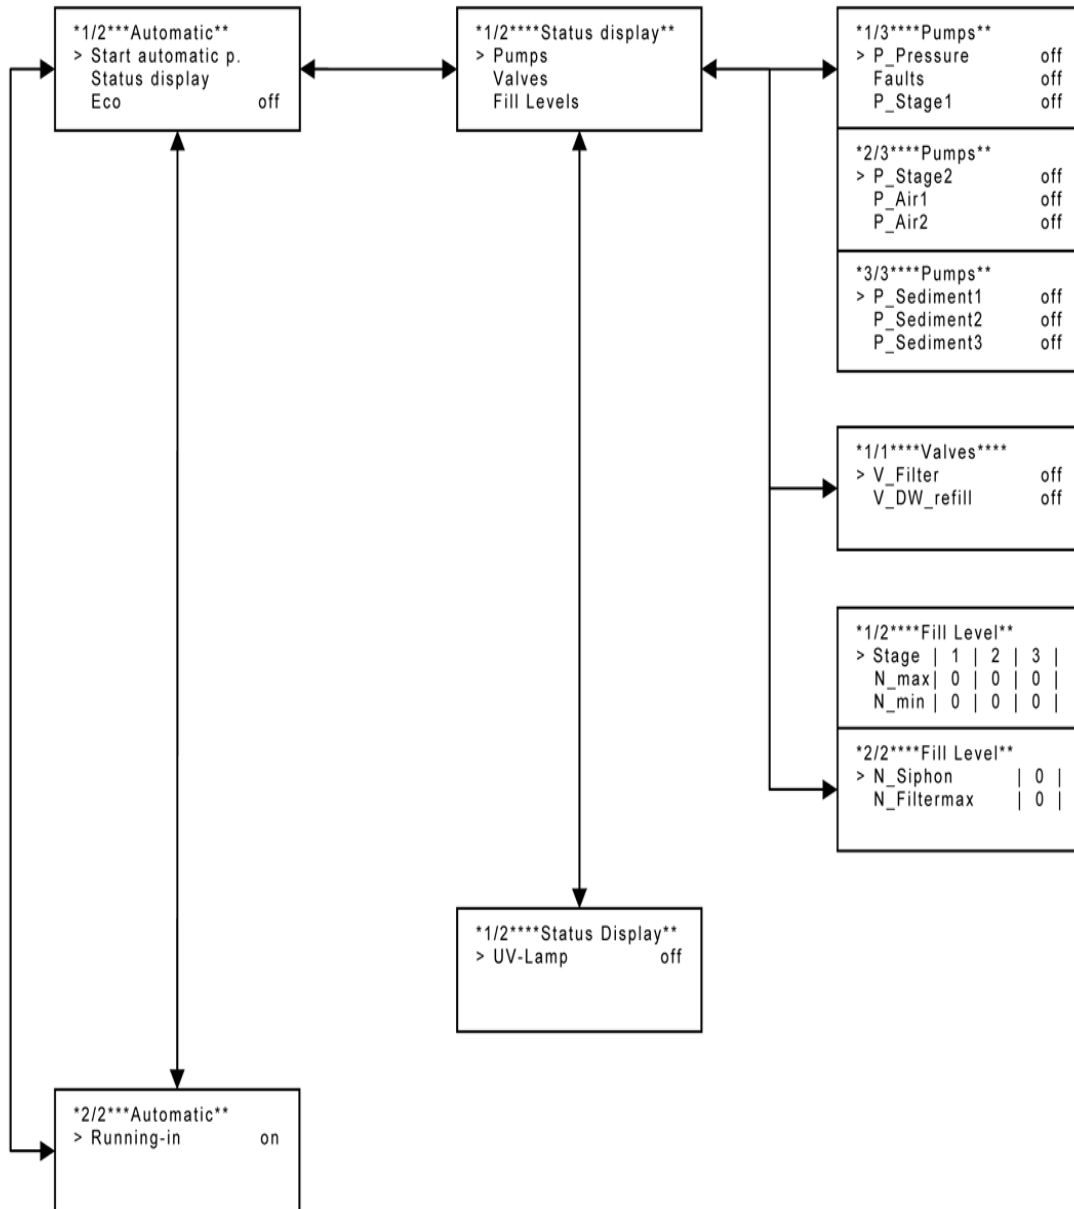 *1/2***Automatic**
> Start automatic p.
Status display
Eco off
*1/2****Status display**
> Pumps
Valves
Fill Levels
*1/3****Pumps**
> P_Pressure off
Faults off
P_Stage1 off
*2/3****Pumps**
> P_Stage2 off
P_Air1 off
P_Air2 off
*3/3****Pumps**
> P_Sediment1 off
P_Sediment2 off
P_Sediment3 off
*1/1****Valves****
> V_Filter off
V_DW_refill off
*1/2****Fill Level**
> Stage | 1 | 2 | 3 |
N_max| 0 | 0 | 0 |
N_min | 0 | 0 | 0 |
*2/2****Fill Level**
> N_Siphon | 0 |
N_Filtermax | 0 |
*1/2****Status Display**
> UV-Lamp off
*2/2***Automatic**
> Running-in on